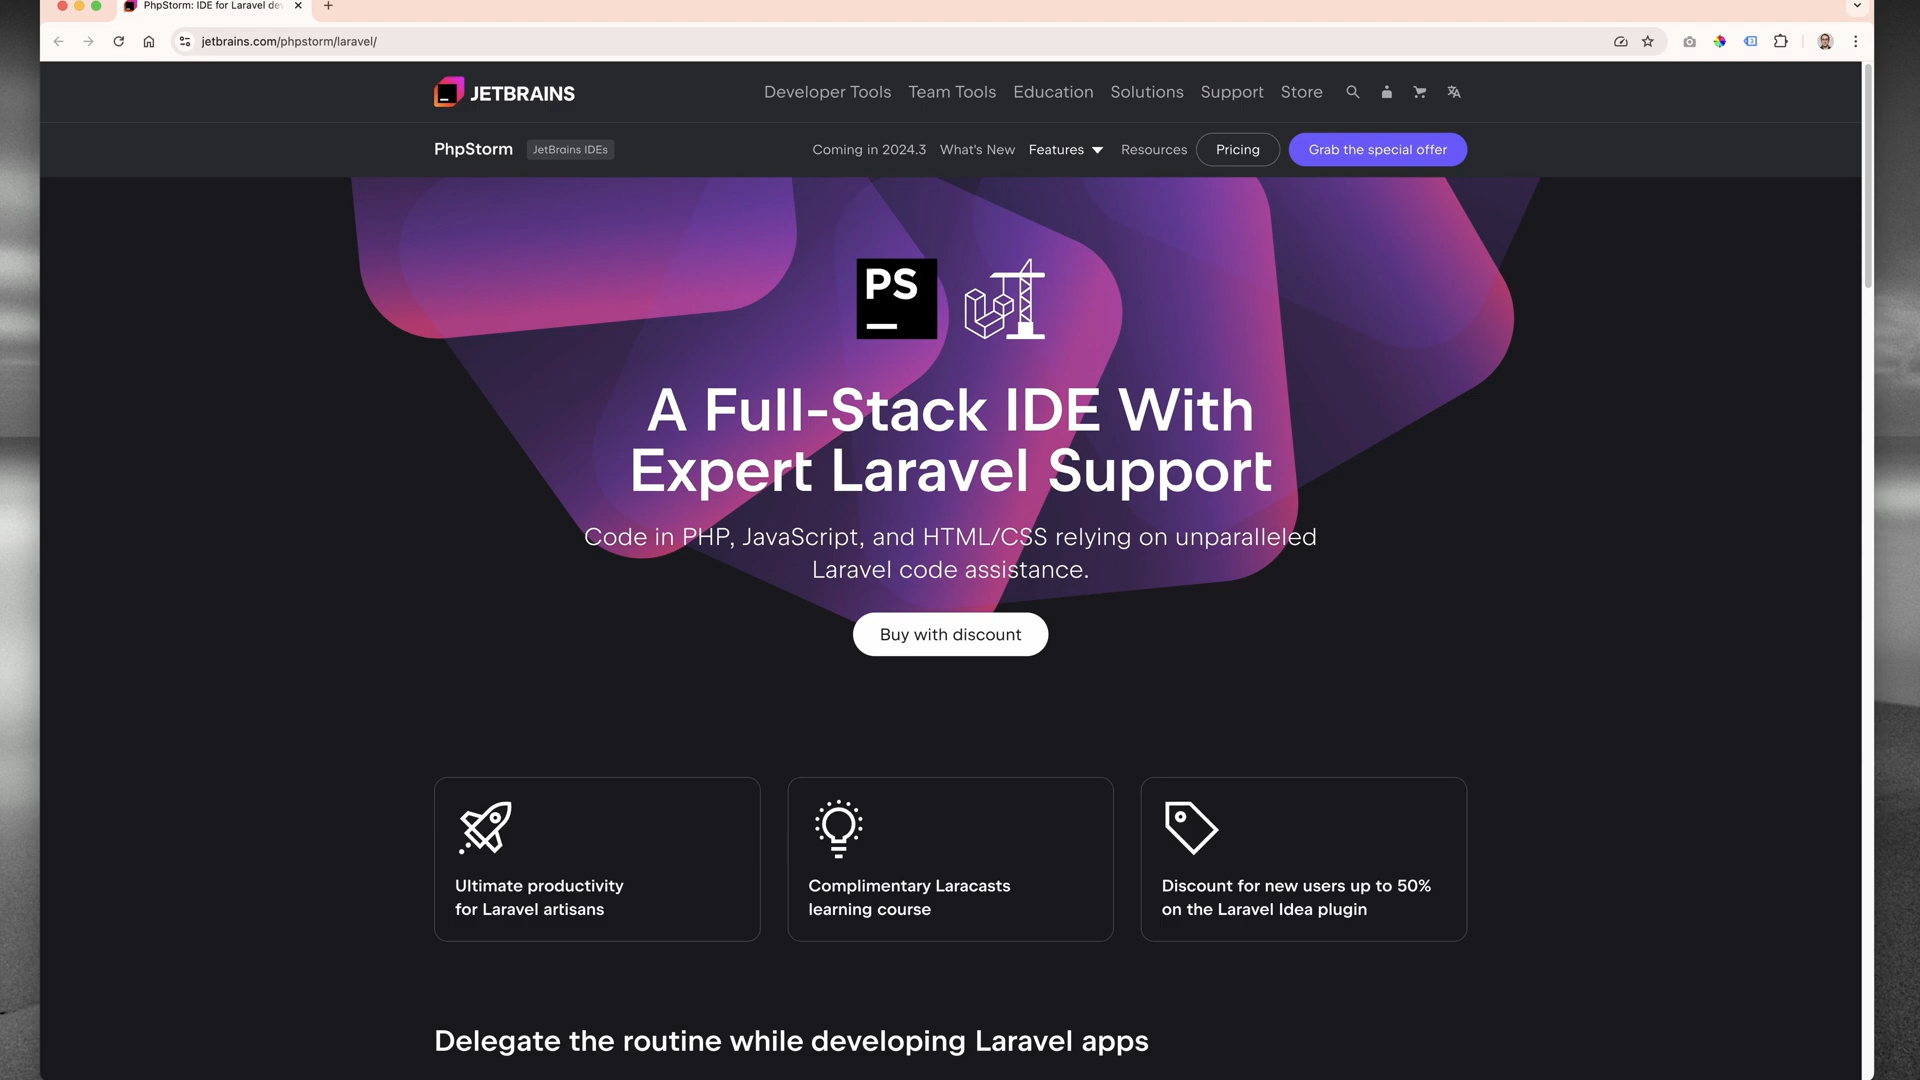 PhpStorm: IDE for Laravel de
jetbrains.com/phpstorm/laravel/
JETBRAINS
Developer Tools Team Tools Education Solutions Support Store
PhpStorm JetBrains IDEs Coming in 2024.3 What's New Features Resources Pricing Grab the special offer
PS
A Full-Stack IDE With
Expert Laravel Support
Code in PHP, JavaScript, and HTML/CSS relying on unparalleled
Laravel code assistance.
Buy with discount
Ultimate productivity
for Laravel artisans
Complimentary Laracasts
learning course
Discount for new users up to 50%
on the Laravel Idea plugin
Delegate the routine while developing Laravel apps